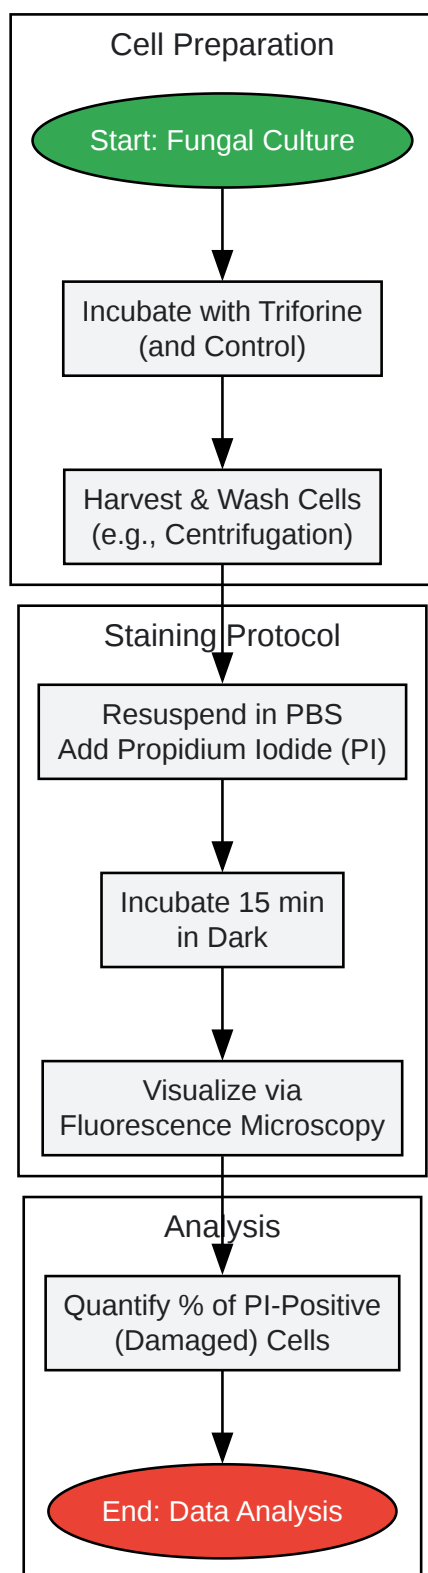 Cell Preparation
Start: Fungal Culture
Incubate with Triforine
(and Control)
Harvest & Wash Cells
(e.g., Centrifugation)
Staining Protocol
Resuspend in PBS
Add Propidium Iodide (PI)
Incubate 15 min
in Dark
Visualize via
Fluorescence Microscopy
Analysis
Quantify % of PI-Positive
(Damaged) Cells
End: Data Analysis